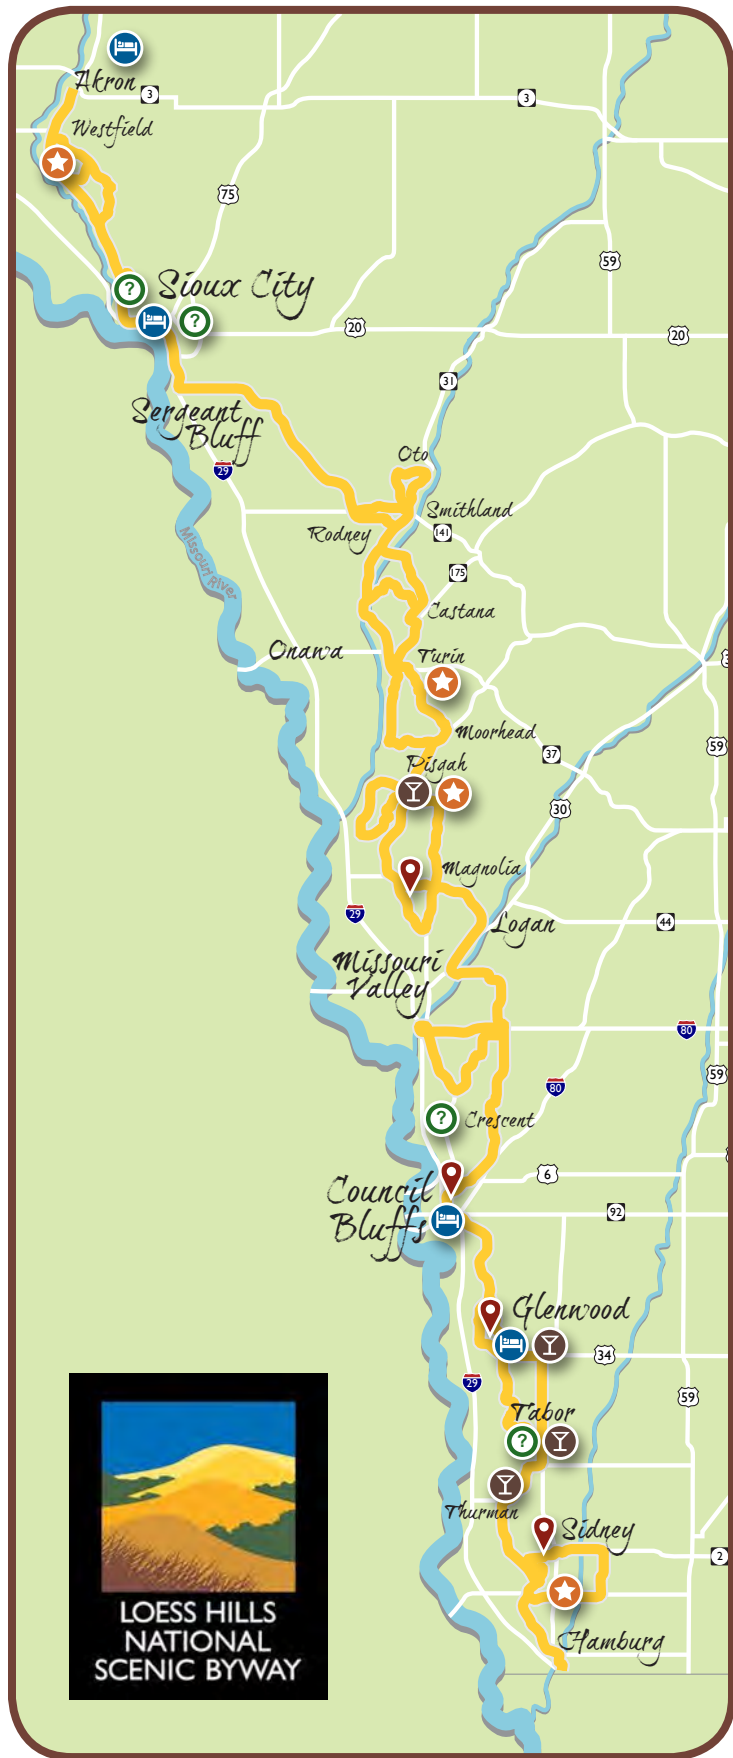 Akron
3
3
Westfield
75
59
?
Sioux City
?
20
20
31
Sergeant
Bluff
29
Oto
Smithland
Rodney
141
175
Missouri River
Castana
Onawa
Turin
Moorhead
59
37
Pisgah
30
Magnolia
29
Logan
44
Missouri
Valley
80
59
80
?
Crescent
6
Council
Bluffs
92
Glenwood
34
29
59
Tabor
?
Thurman
Sidney
2
Hamburg
LOESS HILLS
NATIONAL
SCENIC BYWAY